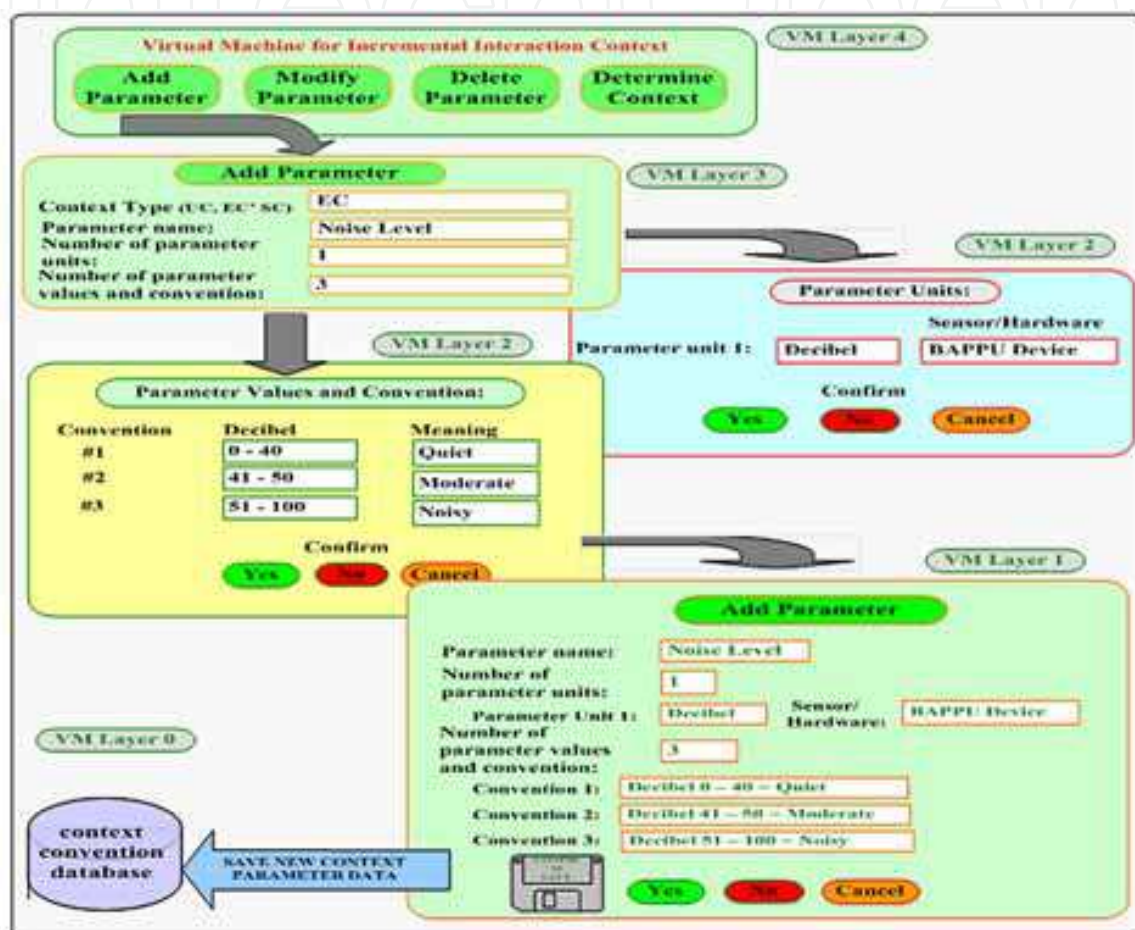 Virtual Machine for Incremental Interaction Context
VM Layer 4
Add Parameter
Modify Parameter
Delete Parameter
Determine Context
Add Parameter
VM Layer 3
Context Type (UC, EC' SC)
EC
Parameter name:
Noise Level
Number of parameter units:
1
Number of parameter values and convention:
3
VM Layer 2
Parameter Units:
Sensor/Hardware
Parameter unit 1:
Decibel
BAPPU Device
Confirm
Yes
No
Cancel
VM Layer 2
Parameter Values and Convention:
Convention
Decibel
Meaning
#1
0 - 40
Quiet
#2
41 - 50
Moderate
#3
51 - 100
Noisy
Confirm
Yes
No
Cancel
VM Layer 1
Add Parameter
Parameter name:
Noise Level
Number of parameter units:
1
Parameter Unit 1:
Decibel
Sensor/ Hardware:
BAPPU Device
Number of parameter values and convention:
3
Convention 1:
Decibel 0 – 40 = Quiet
Convention 2:
Decibel 41 – 50 = Moderate
Convention 3:
Decibel 51 – 100 = Noisy
Yes
No
Cancel
VM Layer 0
context convention database
SAVE NEW CONTEXT PARAMETER DATA